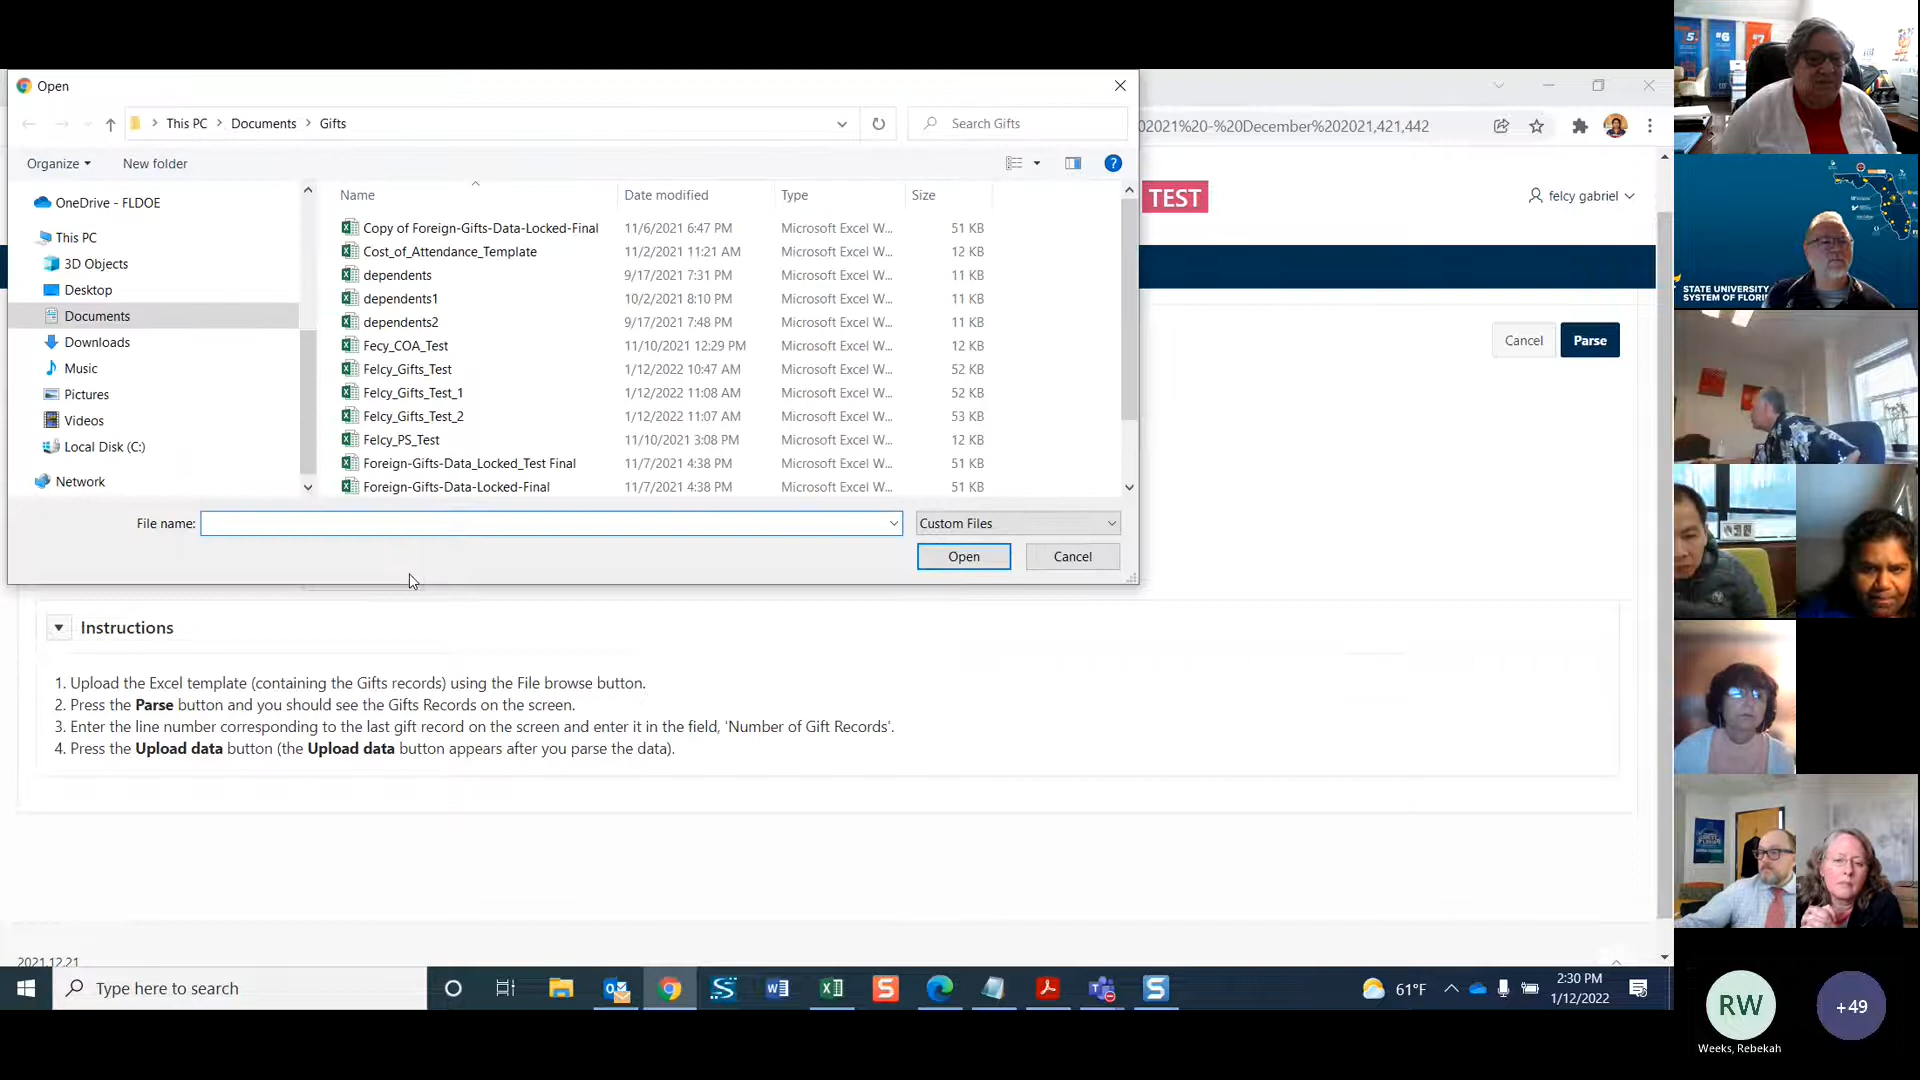 Open
This PC > Documents > Gifts
Search Gifts
02021%20-%20December%202021,421,442
Organize
New folder
TEST
felcy gabriel
OneDrive - FLDOE
This PC
3D Objects
Desktop
Documents
Downloads
Music
Pictures
Videos
Local Disk (C:)
Network
Name Date modified Type Size
Copy of Foreign-Gifts-Data-Locked-Final 11/6/2021 6:47 PM Microsoft Excel W... 51 KB
Cost_of_Attendance_Template 11/2/2021 11:21 AM Microsoft Excel W... 12 KB
dependents 9/17/2021 7:31 PM Microsoft Excel W... 11 KB
dependents1 10/2/2021 8:10 PM Microsoft Excel W... 11 KB
dependents2 9/17/2021 7:48 PM Microsoft Excel W... 11 KB
Fecy_COA_Test 11/10/2021 12:29 PM Microsoft Excel W... 12 KB
Felcy_Gifts_Test 1/12/2022 10:47 AM Microsoft Excel W... 52 KB
Felcy_Gifts_Test_1 1/12/2022 11:08 AM Microsoft Excel W... 52 KB
Felcy_Gifts_Test_2 1/12/2022 11:07 AM Microsoft Excel W... 53 KB
Felcy_PS_Test 11/10/2021 3:08 PM Microsoft Excel W... 12 KB
Foreign-Gifts-Data_Locked_Test Final 11/7/2021 4:38 PM Microsoft Excel W... 51 KB
Foreign-Gifts-Data-Locked-Final 11/7/2021 4:38 PM Microsoft Excel W... 51 KB
File name:
Custom Files
Open
Cancel
Cancel
Parse
Instructions
1. Upload the Excel template (containing the Gifts records) using the File browse button.
2. Press the Parse button and you should see the Gifts Records on the screen.
3. Enter the line number corresponding to the last gift record on the screen and enter it in the field, 'Number of Gift Records'.
4. Press the Upload data button (the Upload data button appears after you parse the data).
2021.12.21
Type here to search
61°F
2:30 PM
1/12/2022
5.
#6
#7
STATE UNIVERSITY
SYSTEM OF FLORI
RW
Weeks, Rebekah
+49